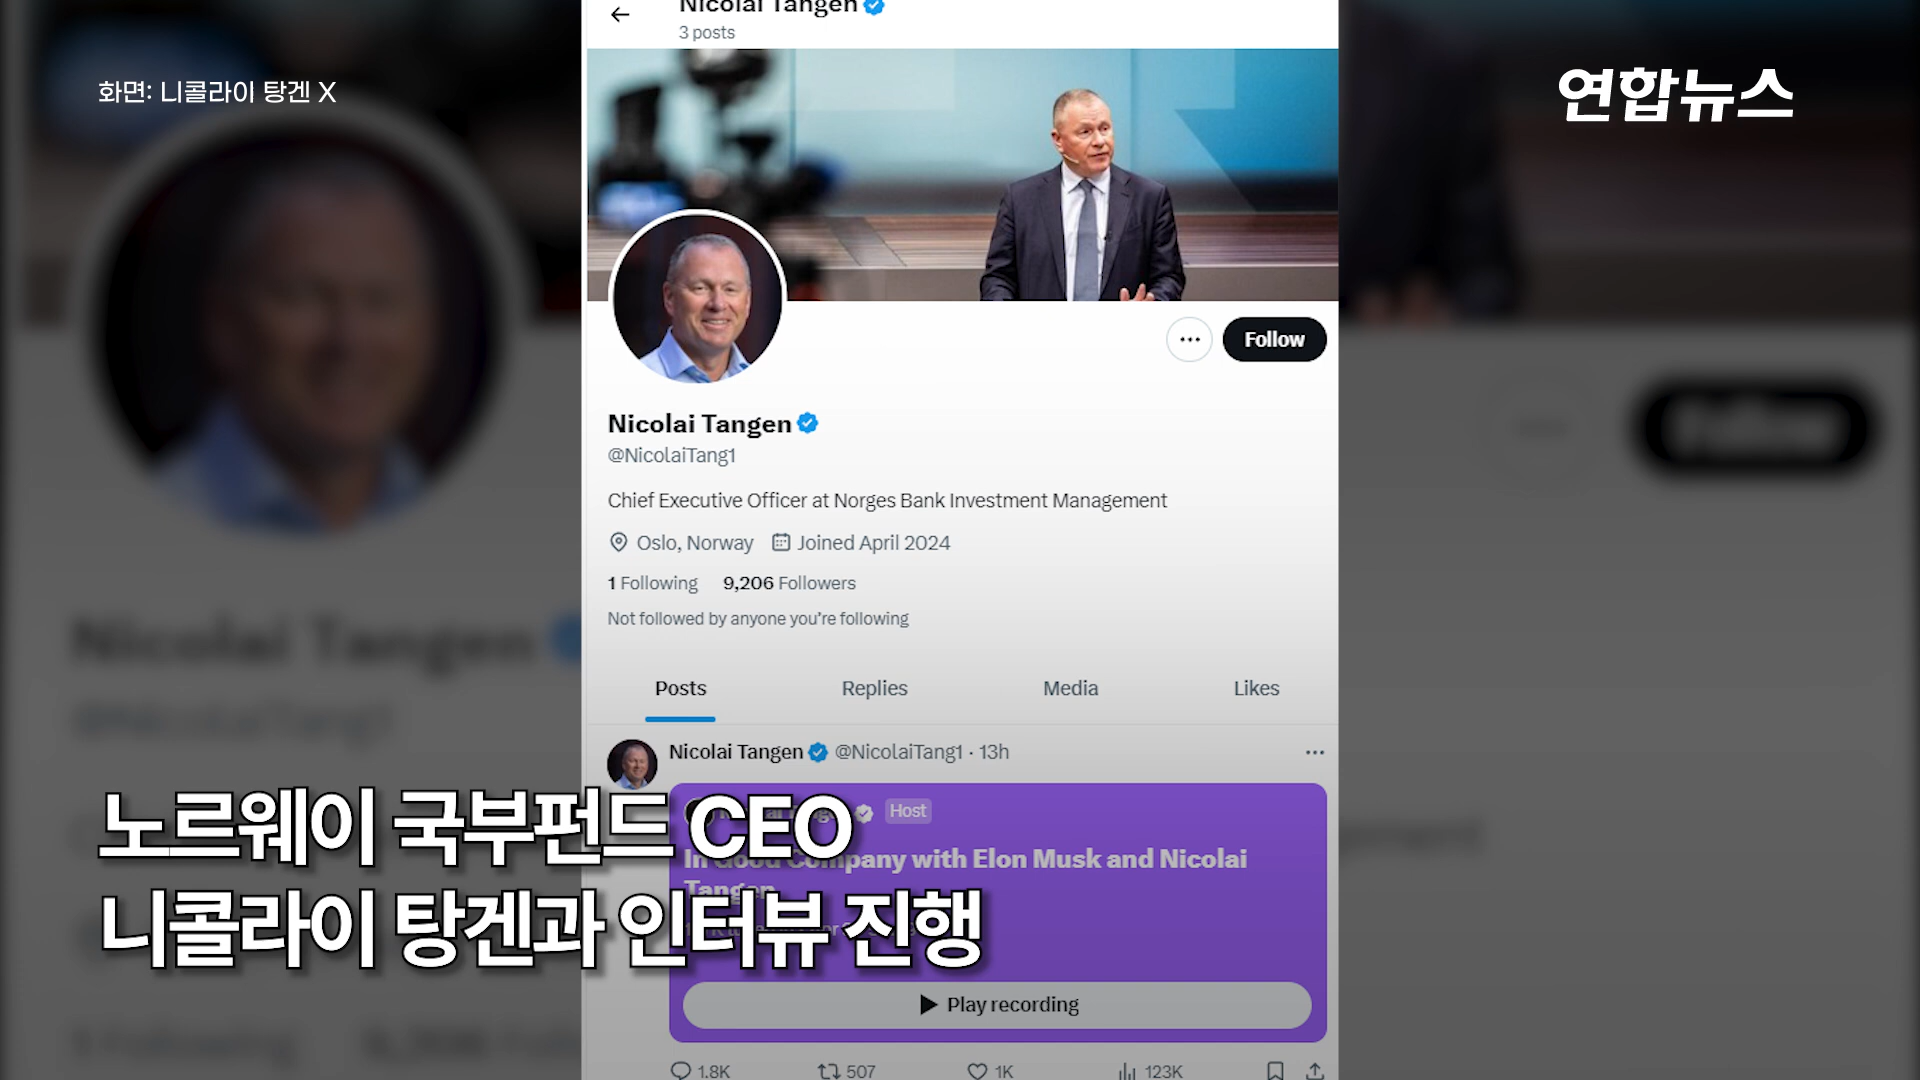 Nicolai Tangen
3 posts
화면: 니콜라이 탕겐 X
연합뉴스
Follow
Nicolai Tangen
@NicolaiTang1
Chief Executive Officer at Norges Bank Investment Management
Oslo, Norway Joined April 2024
1 Following 9,206 Followers
Not followed by anyone you're following
Posts Replies Media Likes
Nicolai Tangen @NicolaiTang1 · 13h
Host
In Good Company with Elon Musk and Nicolai
Tangen
노르웨이 국부펀드 CEO
니콜라이 탕겐과 인터뷰 진행
Play recording
1.8K 507 1K 123K